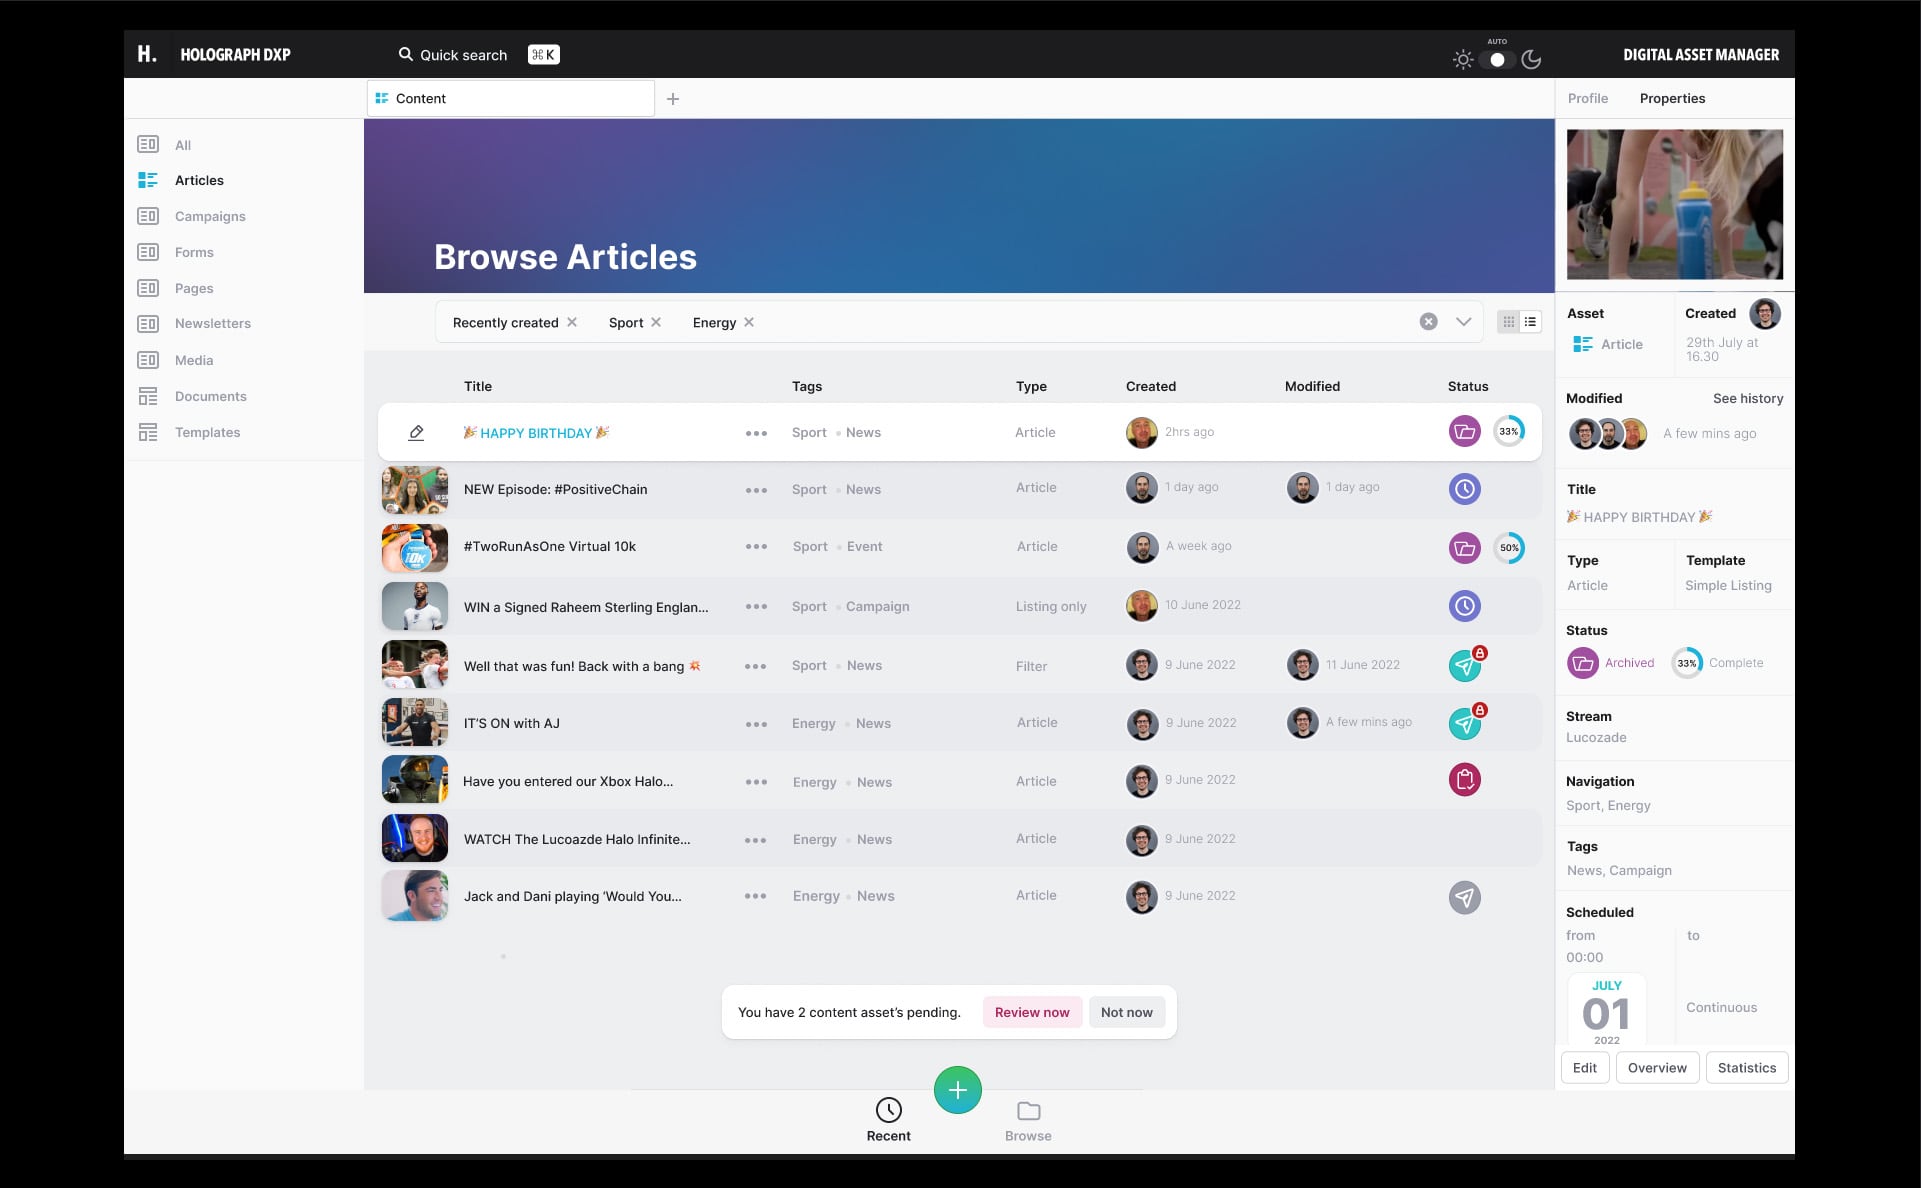 H. HOLOGRAPH DXP
Quick search ⌘K
AUTO
DIGITAL ASSET MANAGER
Content
Profile Properties
All
Articles
Campaigns
Forms
Pages
Newsletters
Media
Documents
Templates
Browse Articles
Recently created Sport Energy
Title Tags Type Created Modified Status
🎉 HAPPY BIRTHDAY 🎉 Sport News Article 2hrs ago 33%
NEW Episode: #PositiveChain Sport News Article 1 day ago 1 day ago
#TwoRunAsOne Virtual 10k Sport Event Article A week ago 50%
WIN a Signed Raheem Sterling Englan... Sport Campaign Listing only 10 June 2022
Well that was fun! Back with a bang 💥 Sport News Filter 9 June 2022 11 June 2022
IT'S ON with AJ Energy News Article 9 June 2022 A few mins ago
Have you entered our Xbox Halo... Energy News Article 9 June 2022
WATCH The Lucoazde Halo Infinite... Energy News Article 9 June 2022
Jack and Dani playing ‘Would You... Energy News Article 9 June 2022
You have 2 content asset’s pending. Review now Not now
Recent
Browse
Asset
Article
Created
29th July at
16.30
Modified See history
A few mins ago
Title
🎉 HAPPY BIRTHDAY 🎉
Type
Article
Template
Simple Listing
Status
Archived 33% Complete
Stream
Lucozade
Navigation
Sport, Energy
Tags
News, Campaign
Scheduled
from to
00:00
JULY
01
2022
Continuous
Edit Overview Statistics